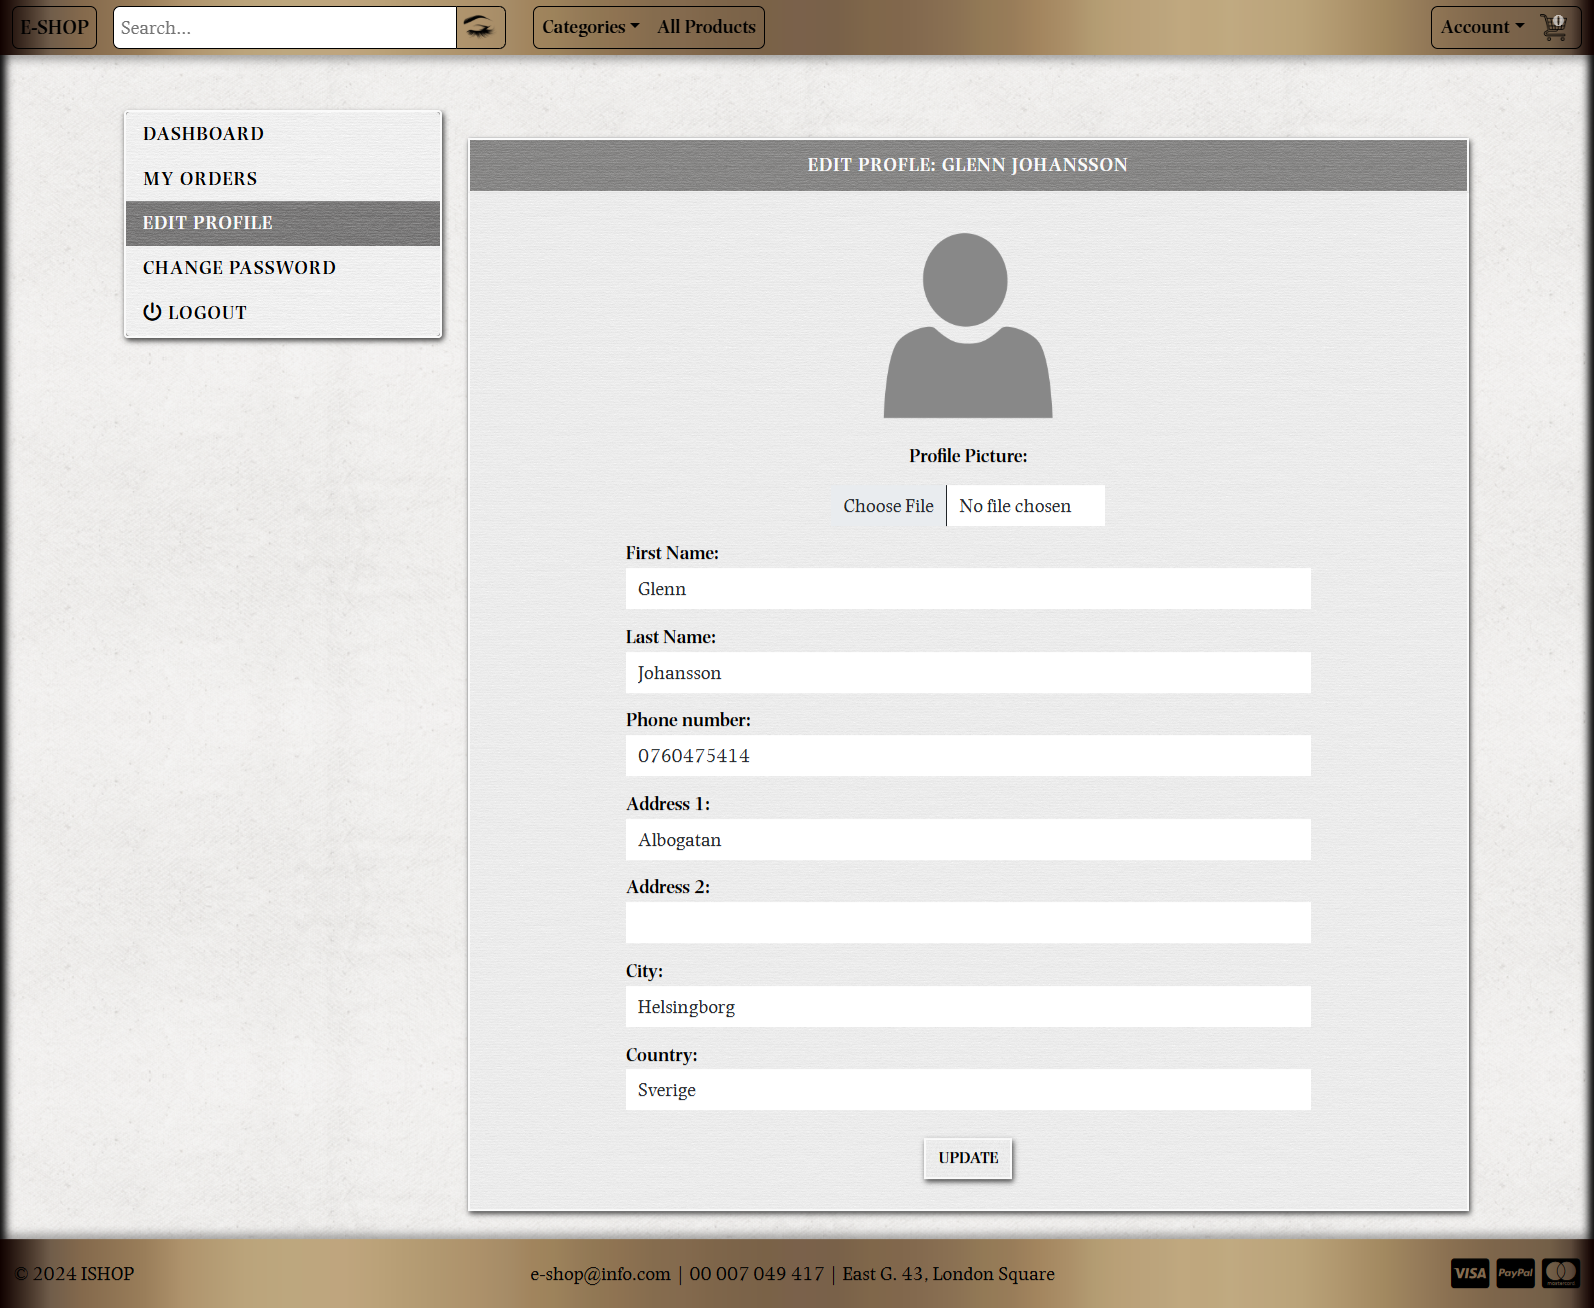 E-SHOP
Search...
Categories
All Products
Account
DASHBOARD
MY ORDERS
EDIT PROFILE
CHANGE PASSWORD
LOGOUT
EDIT PROFLE: GLENN JOHANSSON
Profile Picture:
Choose File No file chosen
First Name:
Glenn
Last Name:
Johansson
Phone number:
0760475414
Address 1:
Albogatan
Address 2:
City:
Helsingborg
Country:
Sverige
UPDATE
© 2024 ISHOP
e-shop@info.com | 00 007 049 417 | East G. 43, London Square
VISA
PayPal